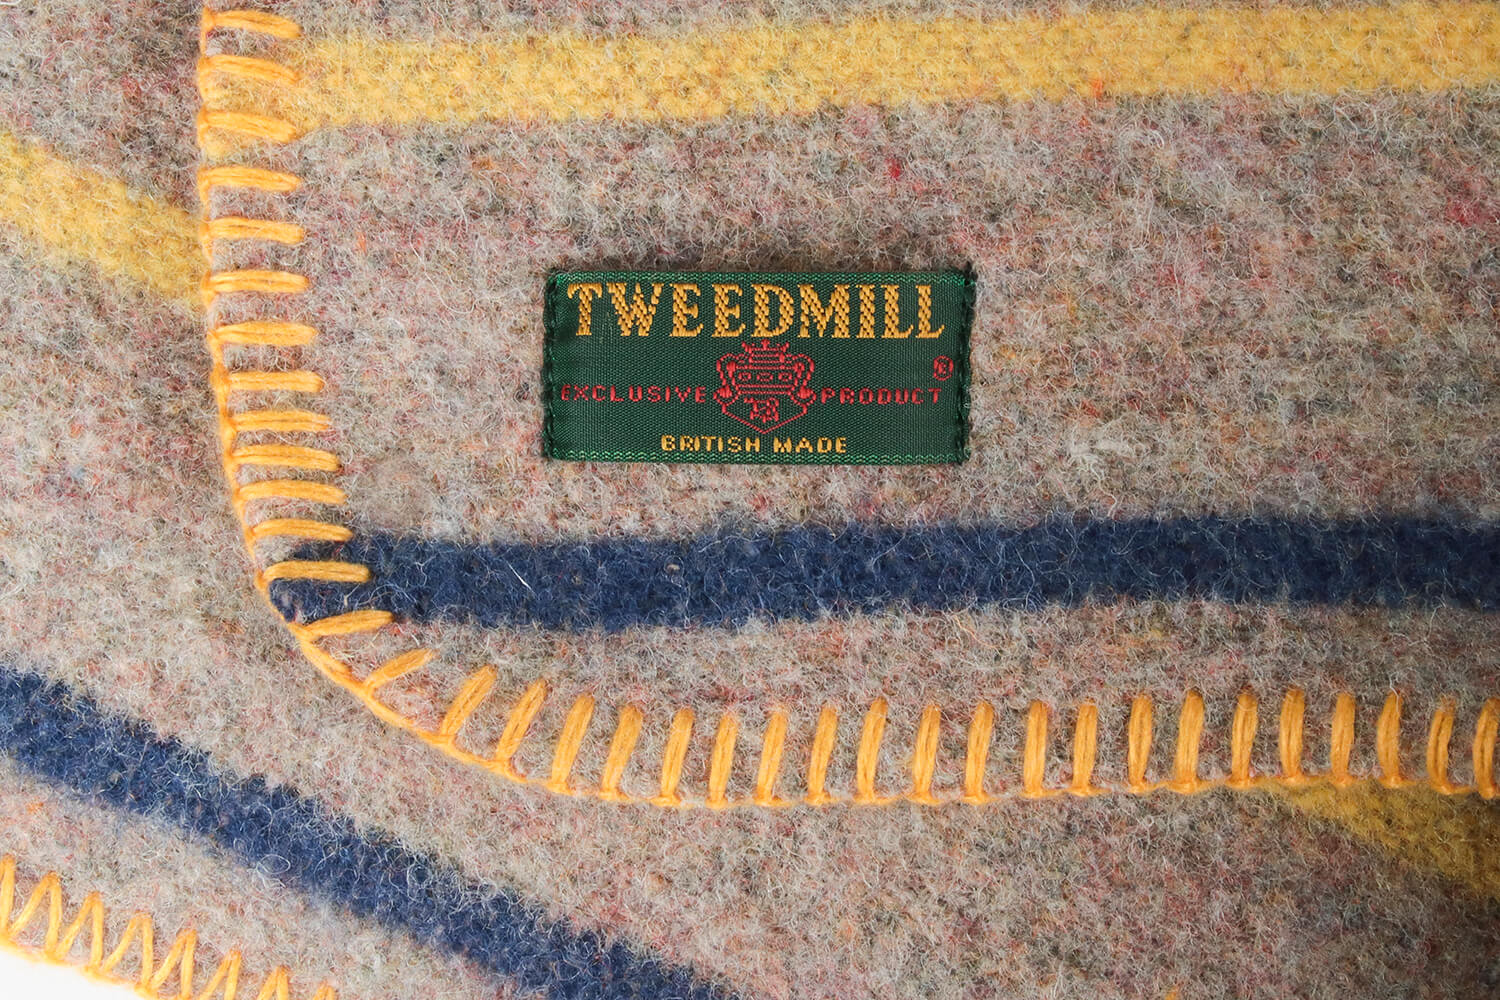 TWEEDMILL
EXCLUSIVE PRODUCT ®
BRITISH MADE